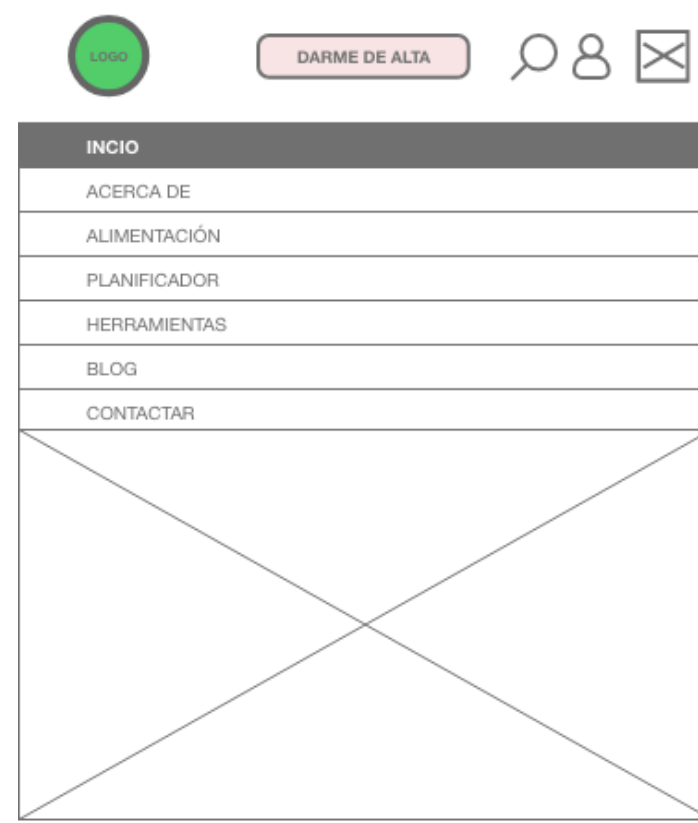 LOGO
DARME DE ALTA
INCIO
ACERCA DE
ALIMENTACIÓN
PLANIFICADOR
HERRAMIENTAS
BLOG
CONTACTAR